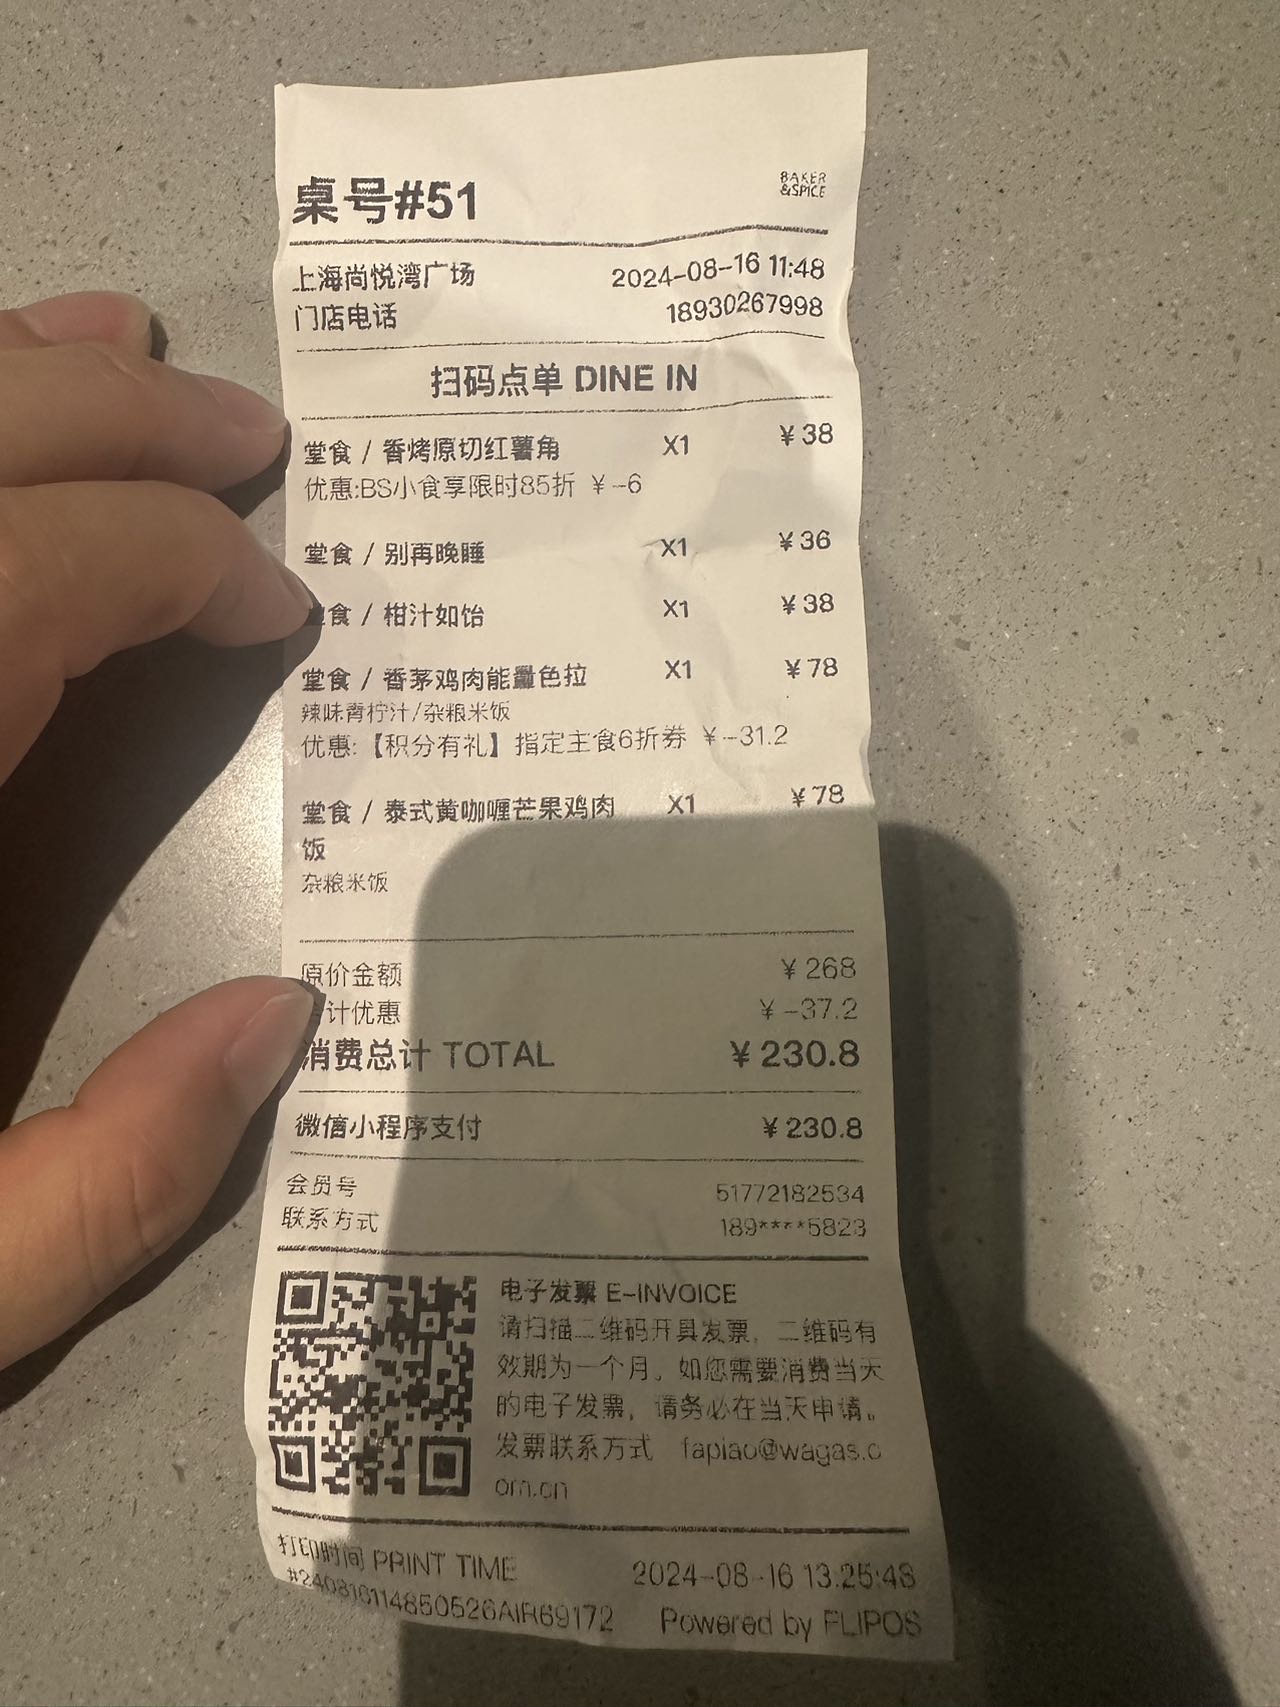 桌号#51
BAKER
&SPICE
上海尚悦湾广场 2024-08-16 11:48
门店电话 18930267998
扫码点单 DINE IN
堂食 / 香烤原切红薯角 X1 ¥38
优惠:BS小食享限时85折 ¥-6
堂食 / 别再晚睡 X1 ¥36
食 / 柑汁如饴 X1 ¥38
堂食 / 香茅鸡肉能量色拉 X1 ¥78
辣味青柠汁/杂粮米饭
优惠:【积分有礼】指定主食6折券 ¥-31.2
堂食 / 泰式黄咖喱芒果鸡肉 X1 ¥78
饭
杂粮米饭
原价金额 ¥268
计优惠 ¥-37.2
消费总计 TOTAL ¥230.8
微信小程序支付 ¥230.8
会员号 51772182534
联系方式 189****5823
电子发票 E-INVOICE
请扫描二维码开具发票，二维码有
效期为一个月。如您需要消费当天
的电子发票，请务必在当天申请。
发票联系方式 fapiao@wagas.c
om.cn
打印时间 PRINT TIME 2024-08-16 13:25:48
#240816114850526AIR69172 Powered by FLIPOS